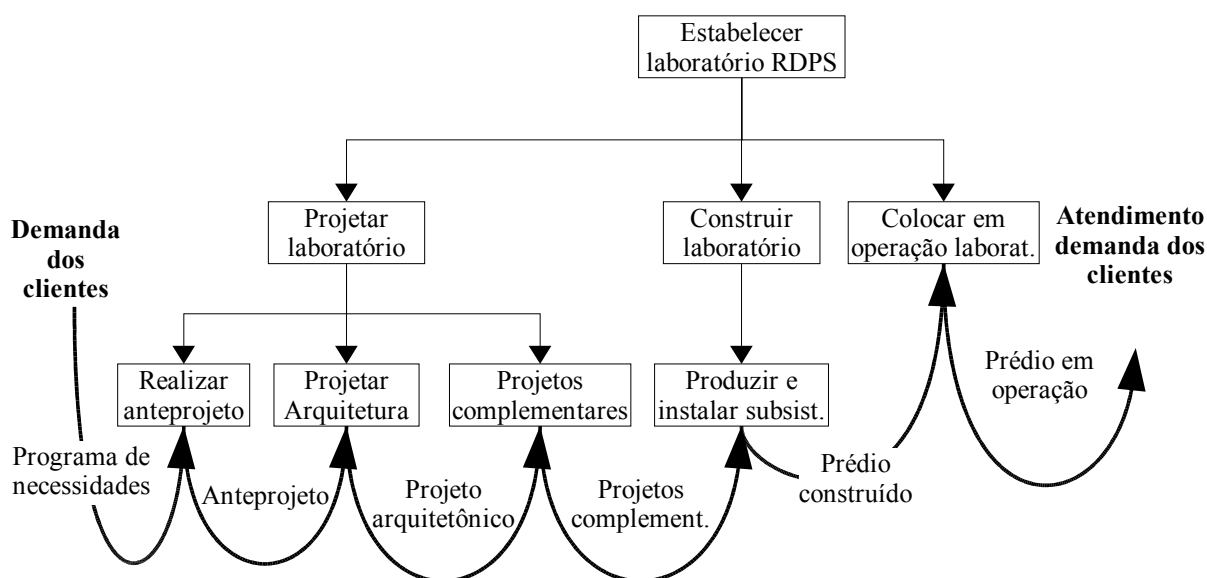 Estabelecer
laboratório RDPS
Projetar
laboratório
Construir
laboratório
Colocar em
operação laborat.
Demanda
dos
clientes
Atendimento
demanda dos
clientes
Realizar
anteprojeto
Projetar
Arquitetura
Projetos
complementares
Produzir e
instalar subsist.
Prédio em
operação
Programa de
necessidades
Anteprojeto
Projeto
arquitetônico
Projetos
complement.
Prédio
construído